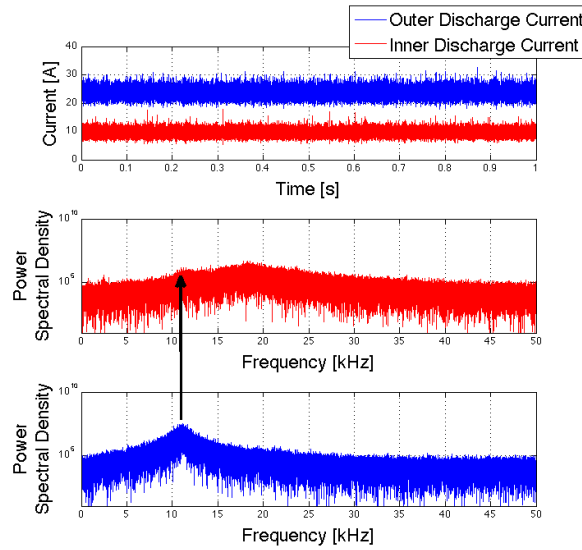 Outer Discharge Current
Inner Discharge Current
Current [A]
40
30
20
10
0
0 0.1 0.2 0.3 0.4 0.5 0.6 0.7 0.8 0.9 1
Time [s]
Power
Spectral Density
10^10
10^5
0 5 10 15 20 25 30 35 40 45 50
Frequency [kHz]
Power
Spectral Density
10^10
10^5
0 5 10 15 20 25 30 35 40 45 50
Frequency [kHz]